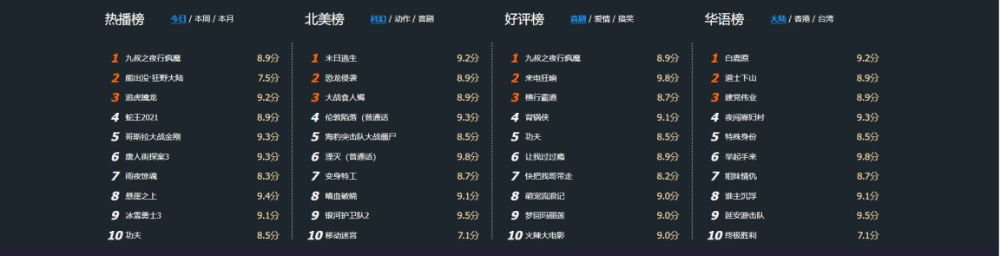 热播榜 今日 / 本周 / 本月
1 九叔之夜行疯魔 8.9分
2 熊出没·狂野大陆 7.5分
3 追虎擒龙 9.2分
4 蛇王2021 8.9分
5 哥斯拉大战金刚 9.3分
6 唐人街探案3 9.3分
7 雨夜惊魂 8.3分
8 悬崖之上 9.4分
9 冰雪勇士3 9.1分
10 功夫 8.5分
北美榜 科幻 / 动作 / 喜剧
1 末日逃生 9.2分
2 恐龙侵袭 8.9分
3 大战食人蝎 8.9分
4 伦敦陷落（普通话 9.3分
5 海豹突击队大战僵尸 8.5分
6 湮灭（普通话） 9.8分
7 变身特工 8.7分
8 嗜血破晓 9.1分
9 银河护卫队2 9.5分
10 移动迷宫 7.1分
好评榜 喜剧 / 爱情 / 搞笑
1 九叔之夜行疯魔 8.9分
2 来电狂响 9.8分
3 横行霸道 8.7分
4 背锅侠 9.1分
5 功夫 8.5分
6 让我过过瘾 8.9分
7 快把我哥带走 8.2分
8 萌宠流浪记 9.0分
9 梦回玛丽莲 9.0分
10 火辣大电影 9.0分
华语榜 大陆 / 香港 / 台湾
1 白鹿原 9.2分
2 道士下山 8.9分
3 建党伟业 8.9分
4 夜闯寡妇村 9.3分
5 特殊身份 8.5分
6 举起手来 9.8分
7 姐妹情仇 8.7分
8 谁主沉浮 9.1分
9 延安游击队 9.5分
10 终极胜利 7.1分